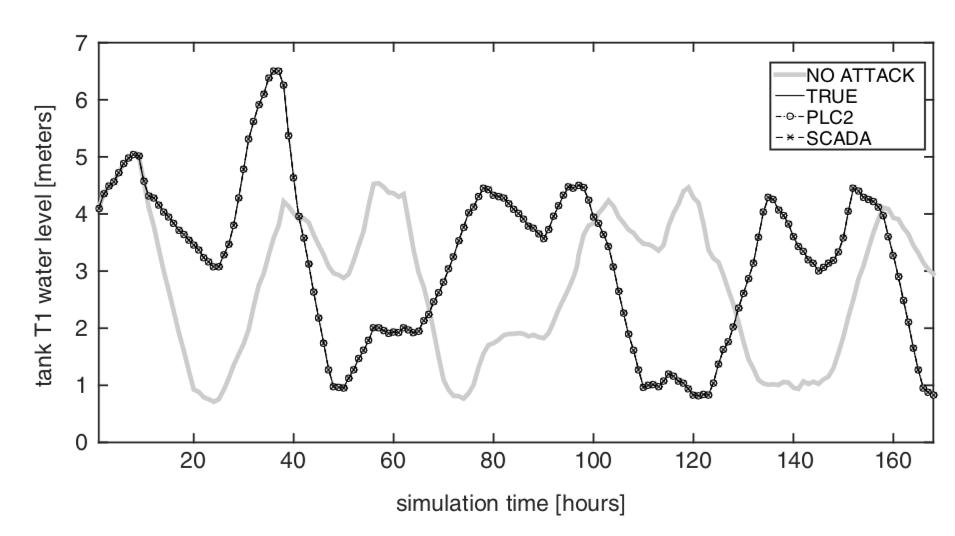 7
6
5
4
3
2
1
0
tank T1 water level [meters]
NO ATTACK
TRUE
PLC2
SCADA
20 40 60 80 100 120 140 160
simulation time [hours]